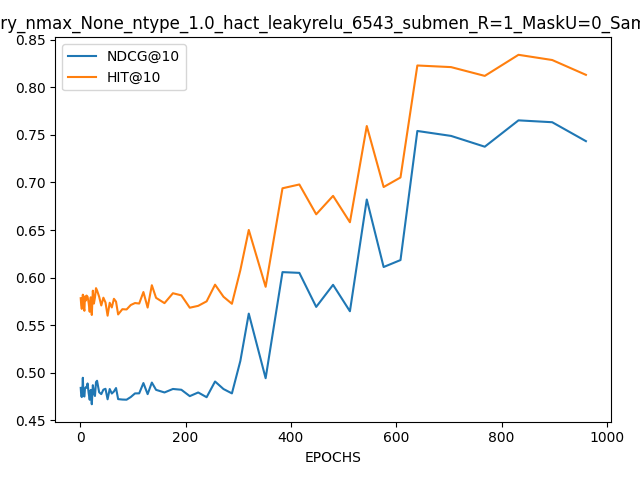 ry_nmax_None_ntype_1.0_hact_leakyrelu_6543_submen_R=1_MaskU=0_Sam
NDCG@10
HIT@10
0.85
0.80
0.75
0.70
0.65
0.60
0.55
0.50
0.45
0 200 400 600 800 1000
EPOCHS